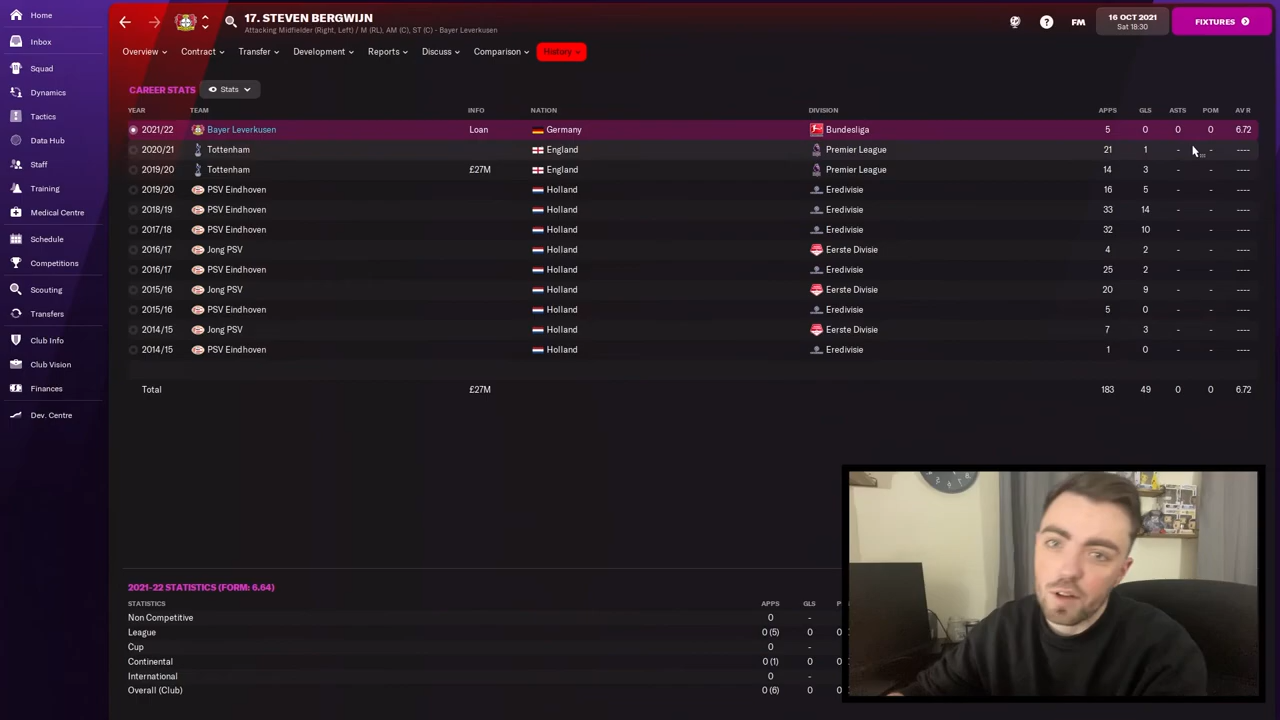 Home
Inbox
Squad
Dynamics
Tactics
Data Hub
Staff
Training
Medical Centre
Schedule
Competitions
Scouting
Transfers
Club Info
Club Vision
Finances
Dev. Centre
17. STEVEN BERGWIJN
Attacking Midfielder (Right, Left) / M (RL), AM (C), ST (C) - Bayer Leverkusen
? FM 16 OCT 2021 FIXTURES
Sat 18:30
Overview Contract Transfer Development Reports Discuss Comparison History
CAREER STATS Stats
YEAR TEAM INFO NATION DIVISION APPS GLS ASTS POM AV R
2021/22 Bayer Leverkusen Loan Germany Bundesliga 5 0 0 0 6.72
2020/21 Tottenham England Premier League 21 1 - - ----
2019/20 Tottenham £27M England Premier League 14 3 - - ----
2019/20 PSV Eindhoven Holland Eredivisie 16 5 - - ----
2018/19 PSV Eindhoven Holland Eredivisie 33 14 - - ----
2017/18 PSV Eindhoven Holland Eredivisie 32 10 - - ----
2016/17 Jong PSV Holland Eerste Divisie 4 2 - - ----
2016/17 PSV Eindhoven Holland Eredivisie 25 2 - - ----
2015/16 Jong PSV Holland Eerste Divisie 20 9 - - ----
2015/16 PSV Eindhoven Holland Eredivisie 5 0 - - ----
2014/15 Jong PSV Holland Eerste Divisie 7 3 - - ----
2014/15 PSV Eindhoven Holland Eredivisie 1 0 - - ----
Total £27M 183 49 0 0 6.72
2021-22 STATISTICS (FORM: 6.64)
STATISTICS APPS GLS
Non Competitive 0 -
League 0 (5) 0 0
Cup 0 -
Continental 0 (1) 0 0
International 0 -
Overall (Club) 0 (6) 0 0